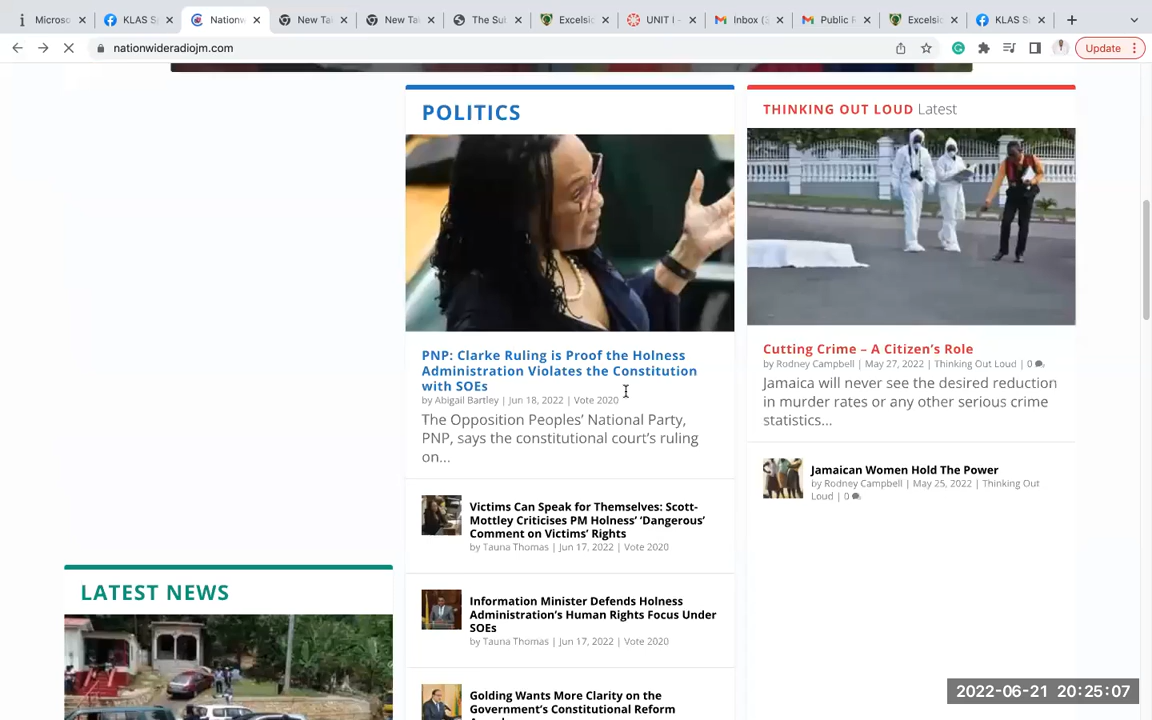 Microso
KLAS S
Nationw
New Ta
New Ta
The Su
Excelsio
UNIT I -
Inbox (3
Public R
Excelsio
KLAS S
nationwideradiojm.com
Update
POLITICS
PNP: Clarke Ruling is Proof the Holness
Administration Violates the Constitution
with SOEs
by Abigail Bartley | Jun 18, 2022 | Vote 2020
The Opposition Peoples' National Party,
PNP, says the constitutional court's ruling
on...
Victims Can Speak for Themselves: Scott-
Mottley Criticises PM Holness' 'Dangerous'
Comment on Victims' Rights
by Tauna Thomas | Jun 17, 2022 | Vote 2020
Information Minister Defends Holness
Administration's Human Rights Focus Under
SOEs
by Tauna Thomas | Jun 17, 2022 | Vote 2020
Golding Wants More Clarity on the
Government's Constitutional Reform
THINKING OUT LOUD Latest
Cutting Crime – A Citizen's Role
by Rodney Campbell | May 27, 2022 | Thinking Out Loud | 0
Jamaica will never see the desired reduction
in murder rates or any other serious crime
statistics...
Jamaican Women Hold The Power
by Rodney Campbell | May 25, 2022 | Thinking Out
Loud | 0
LATEST NEWS
2022-06-21 20:25:07